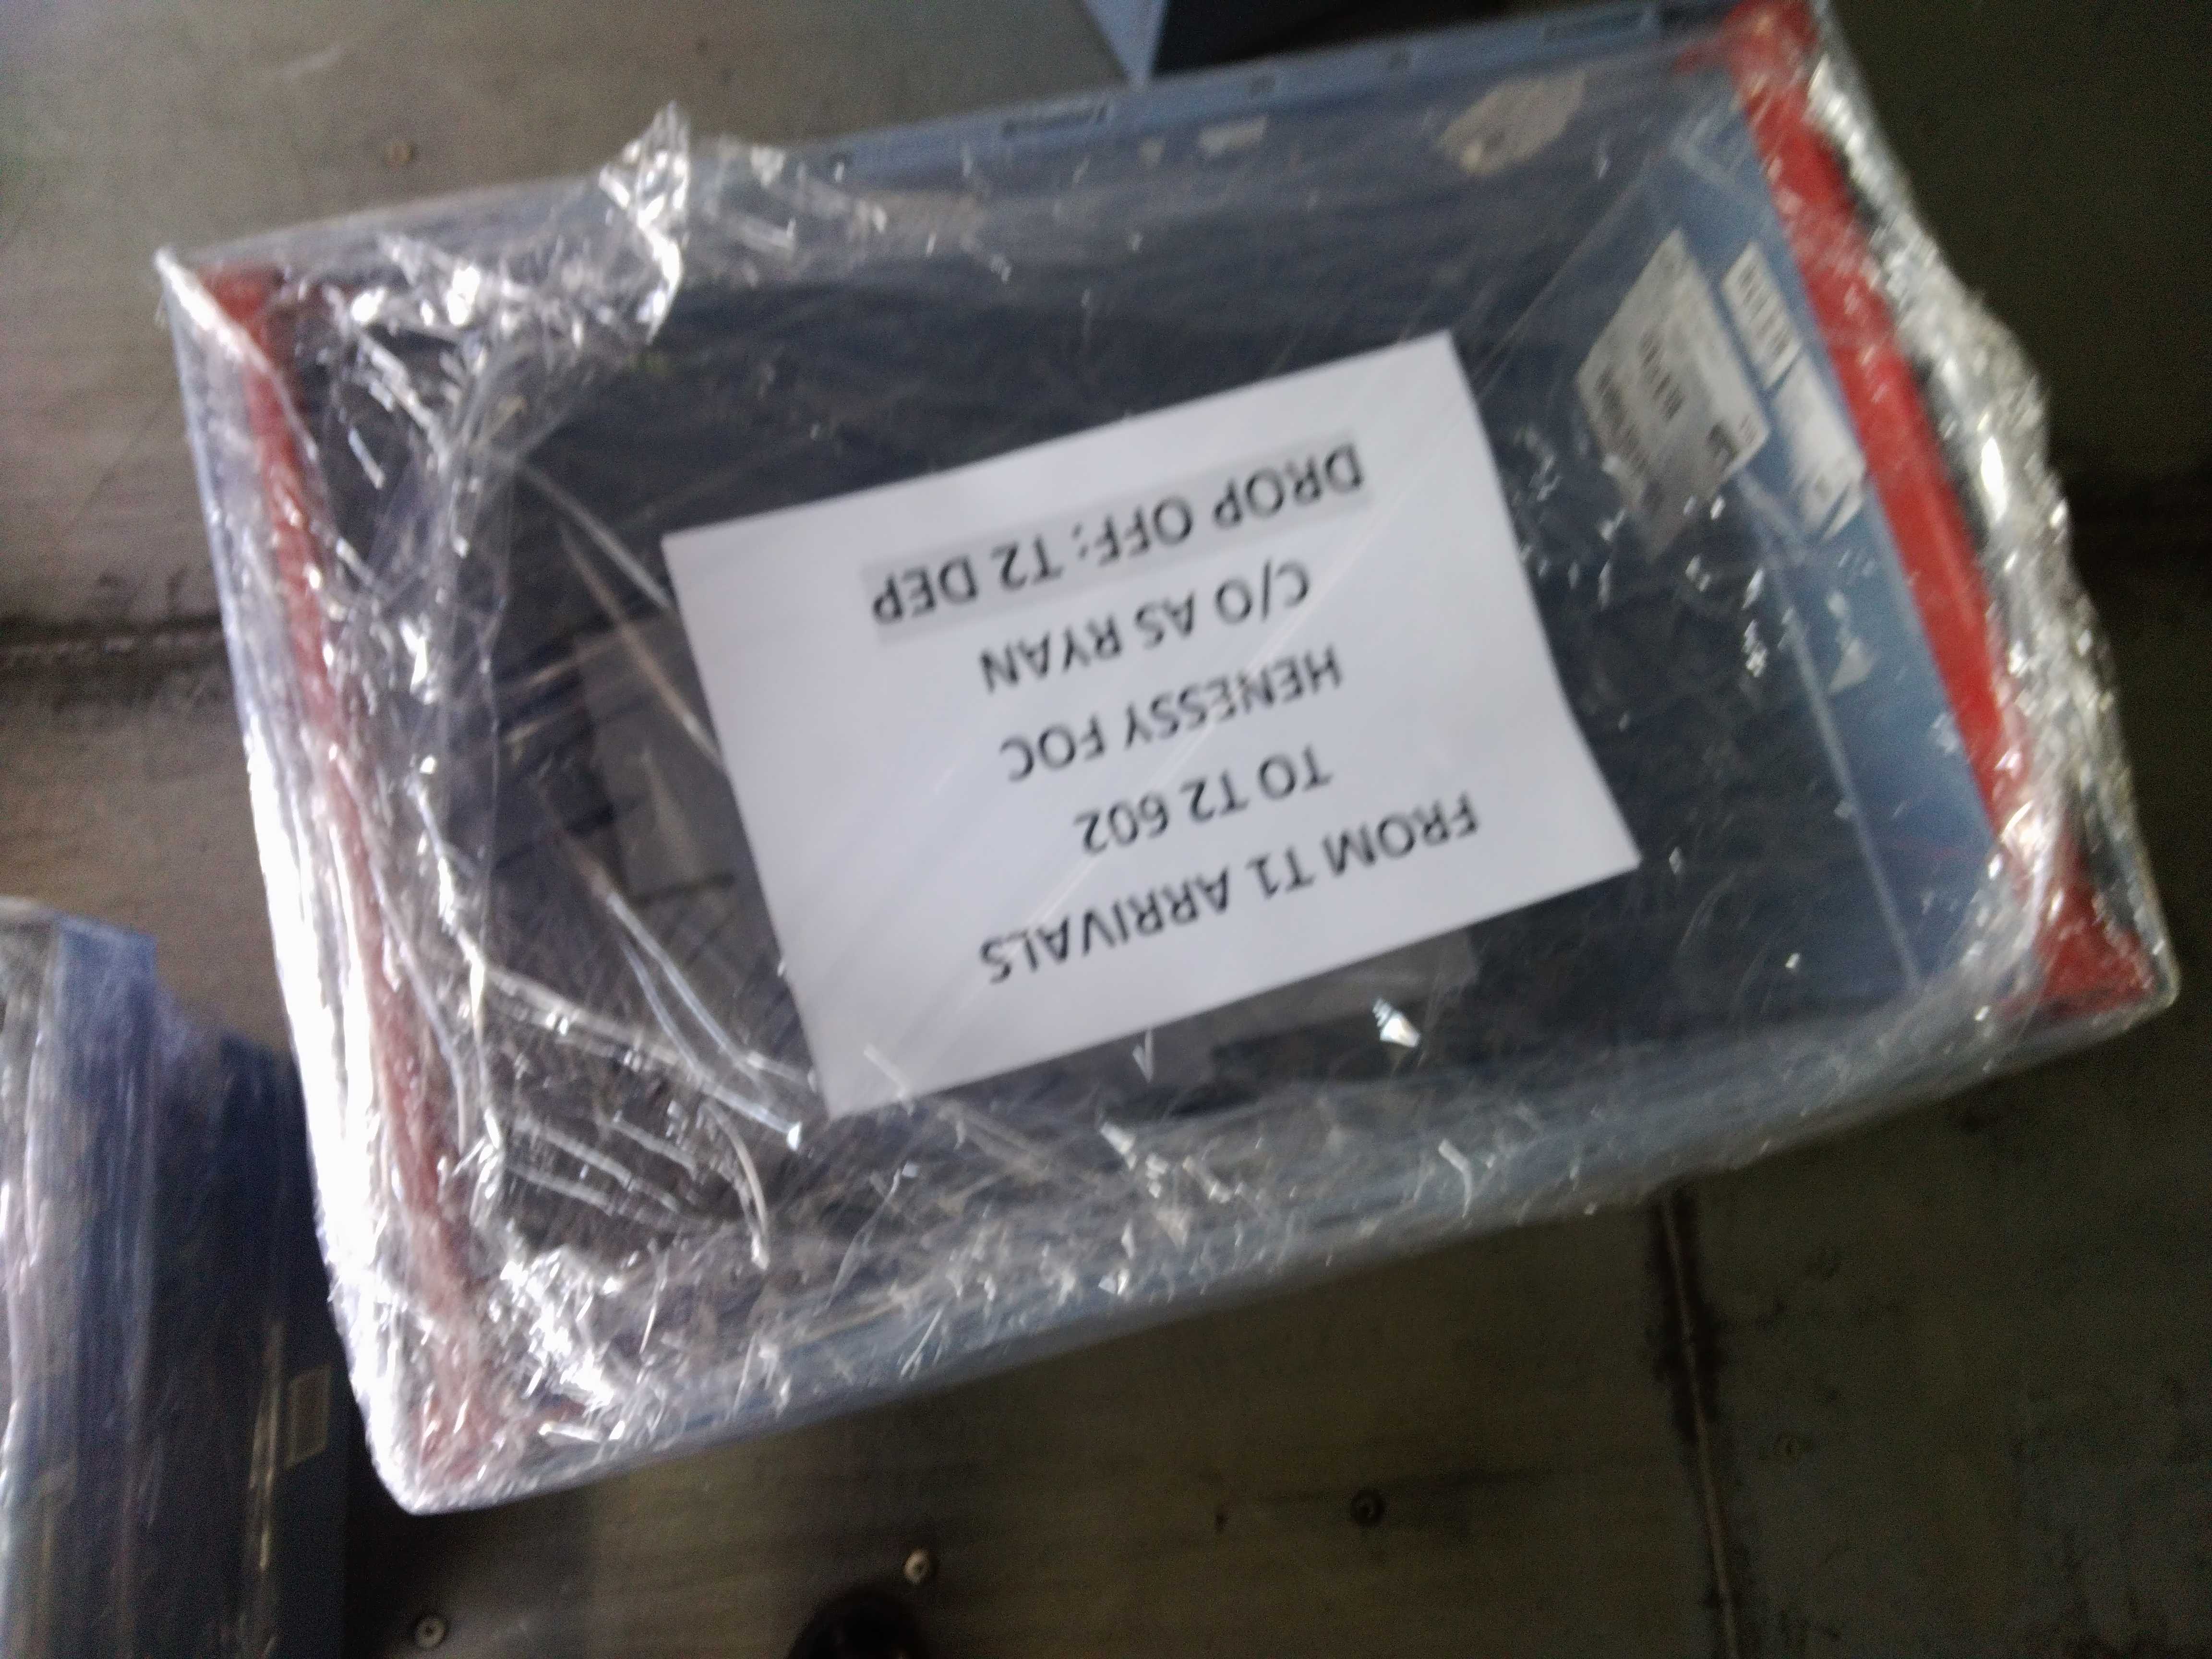 FROM T1 ARRIVALS
TO T2 602
HENESSY FOC
C/O AS RYAN
DROP OFF: T2 DEP